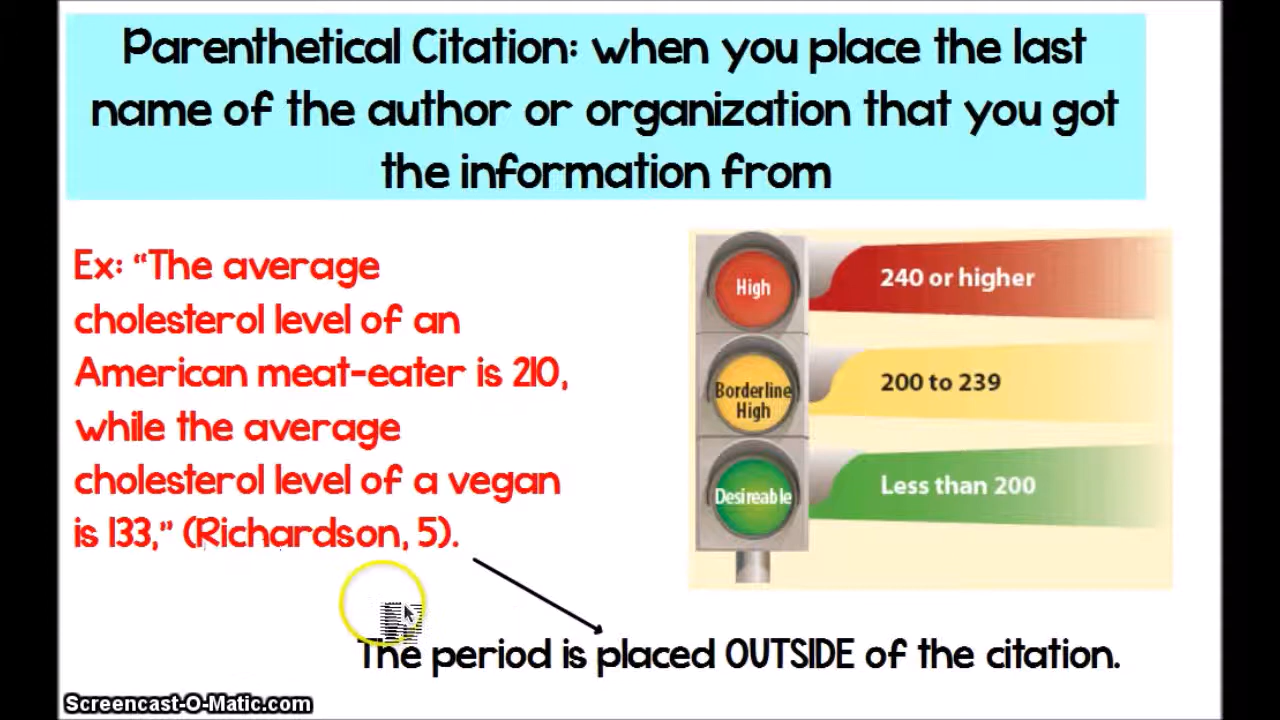 Parenthetical Citation: when you place the last
name of the author or organization that you got
the information from
Ex: “The average
cholesterol level of an
American meat-eater is 210,
while the average
cholesterol level of a vegan
is 133,” (Richardson, 5).
High
240 or higher
Borderline
High
200 to 239
Desireable
Less than 200
The period is placed OUTSIDE of the citation.
Screencast-O-Matic.com